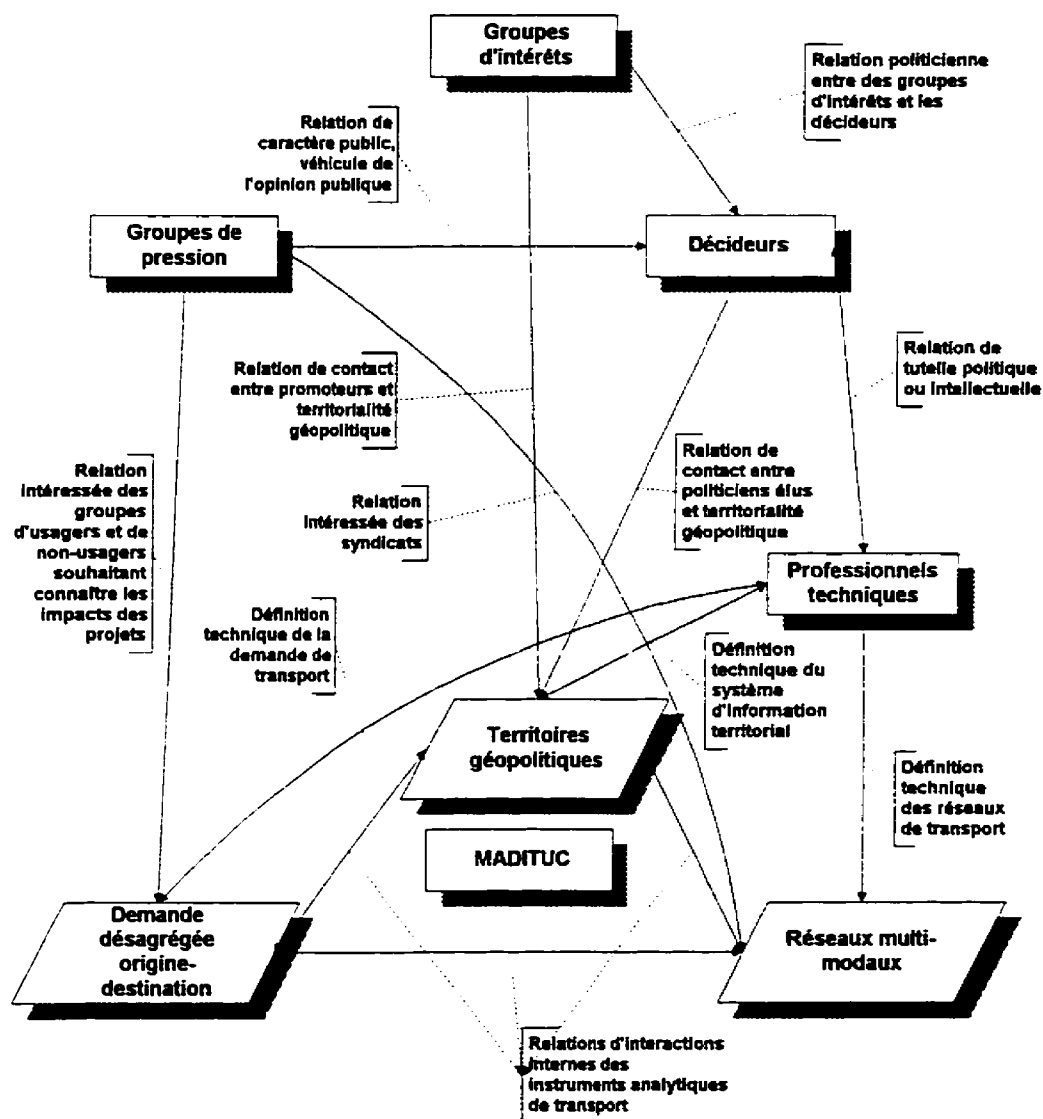 Groupes
d'intérêts
Relation politicienne
entre des groupes
d'intérêts et les
décideurs
Relation de
caractère public,
véhicule de
l'opinion publique
Groupes de
pression
Décideurs
Relation de
tutelle politique
ou intellectuelle
Relation de contact
entre promoteurs et
territorialité
géopolitique
Relation
intéressée des
groupes
d'usagers et de
non-usagers
souhaitant
connaître les
impacts des
projets
Relation
intéressée des
syndicats
Relation de
contact entre
politiciens élus
et territorialité
géopolitique
Professionnels
techniques
Définition
technique de la
demande de
transport
Définition
technique du
système
d'information
territorial
Territoires
géopolitiques
Définition
technique
des réseaux
de transport
MADITUC
Demande
désagrégée
origine-
destination
Réseaux multi-
modaux
Relations d'interactions
internes des
instruments analytiques
de transport